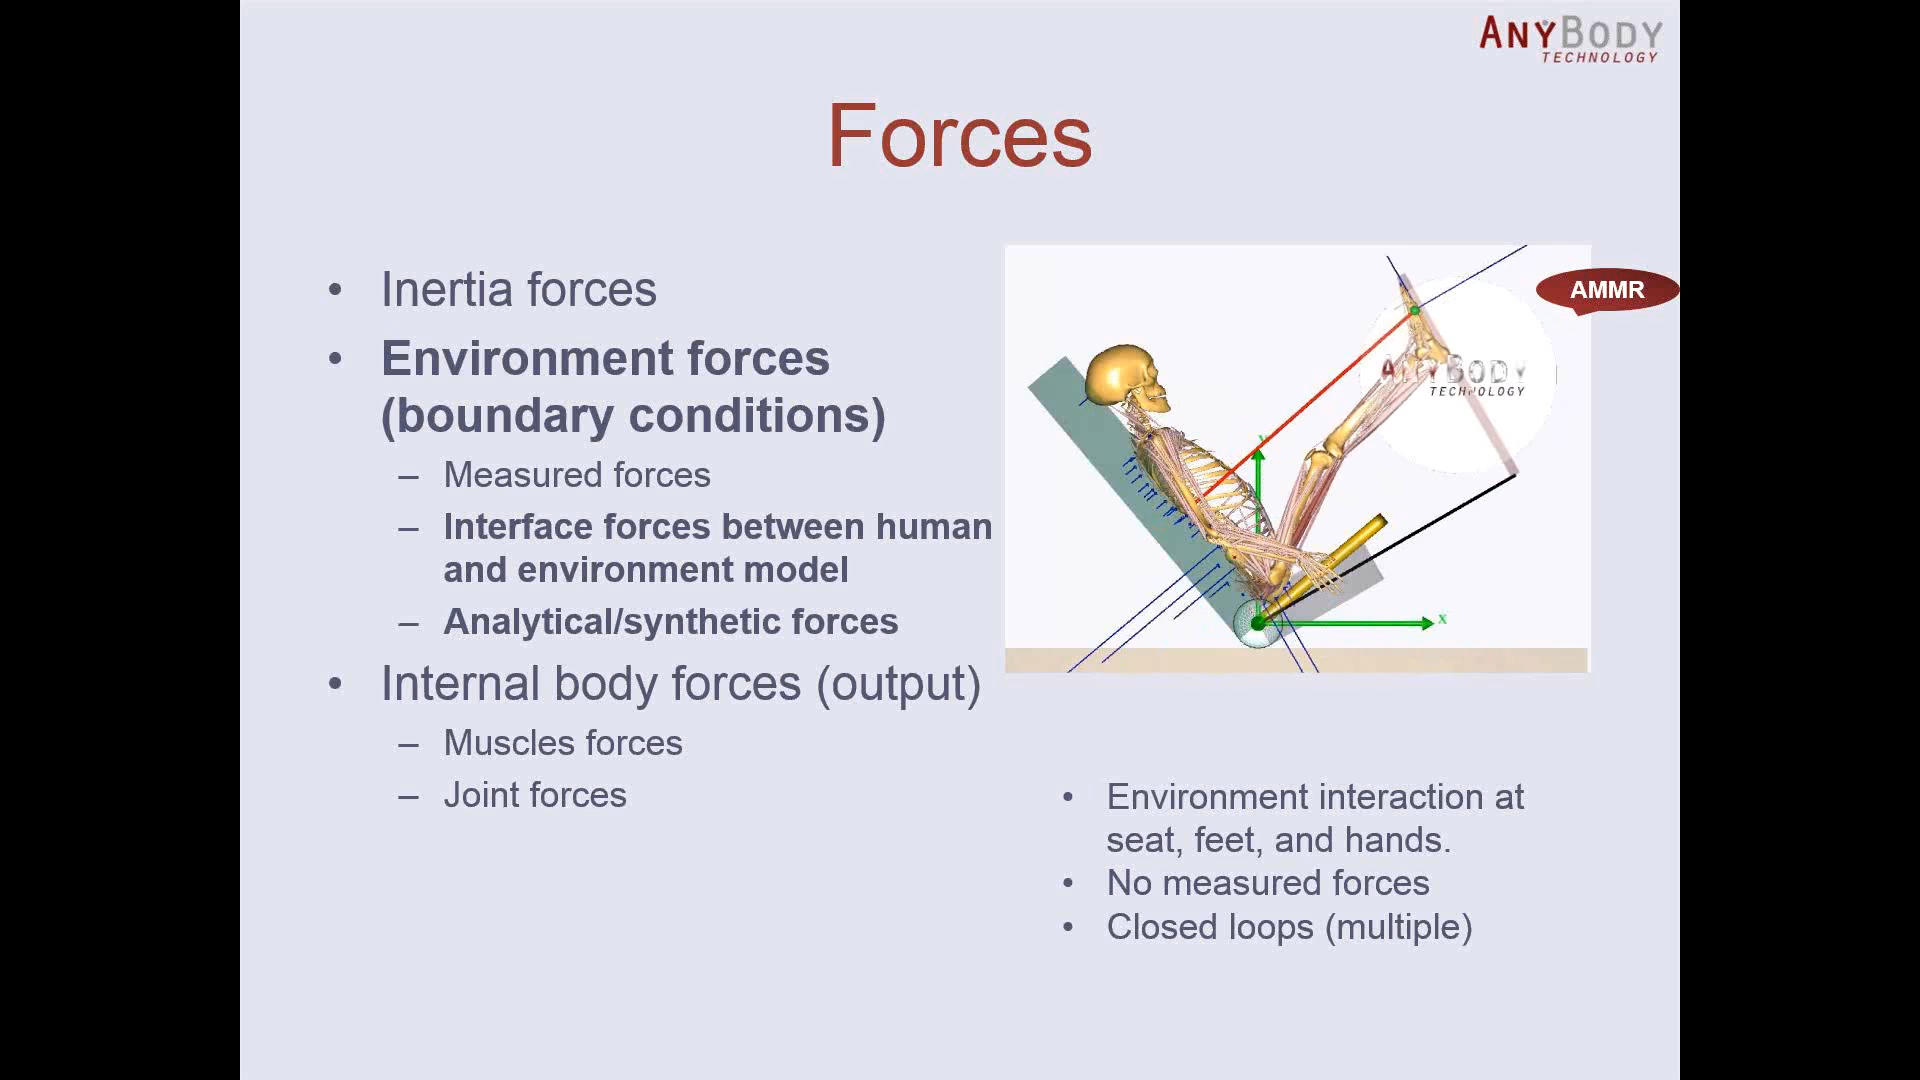 ANYBODY
TECHNOLOGY
Forces
• Inertia forces
• Environment forces
(boundary conditions)
– Measured forces
– Interface forces between human
and environment model
– Analytical/synthetic forces
• Internal body forces (output)
– Muscles forces
– Joint forces
AMMR
ANYBODY
TECHNOLOGY
Y
X
• Environment interaction at
seat, feet, and hands.
• No measured forces
• Closed loops (multiple)